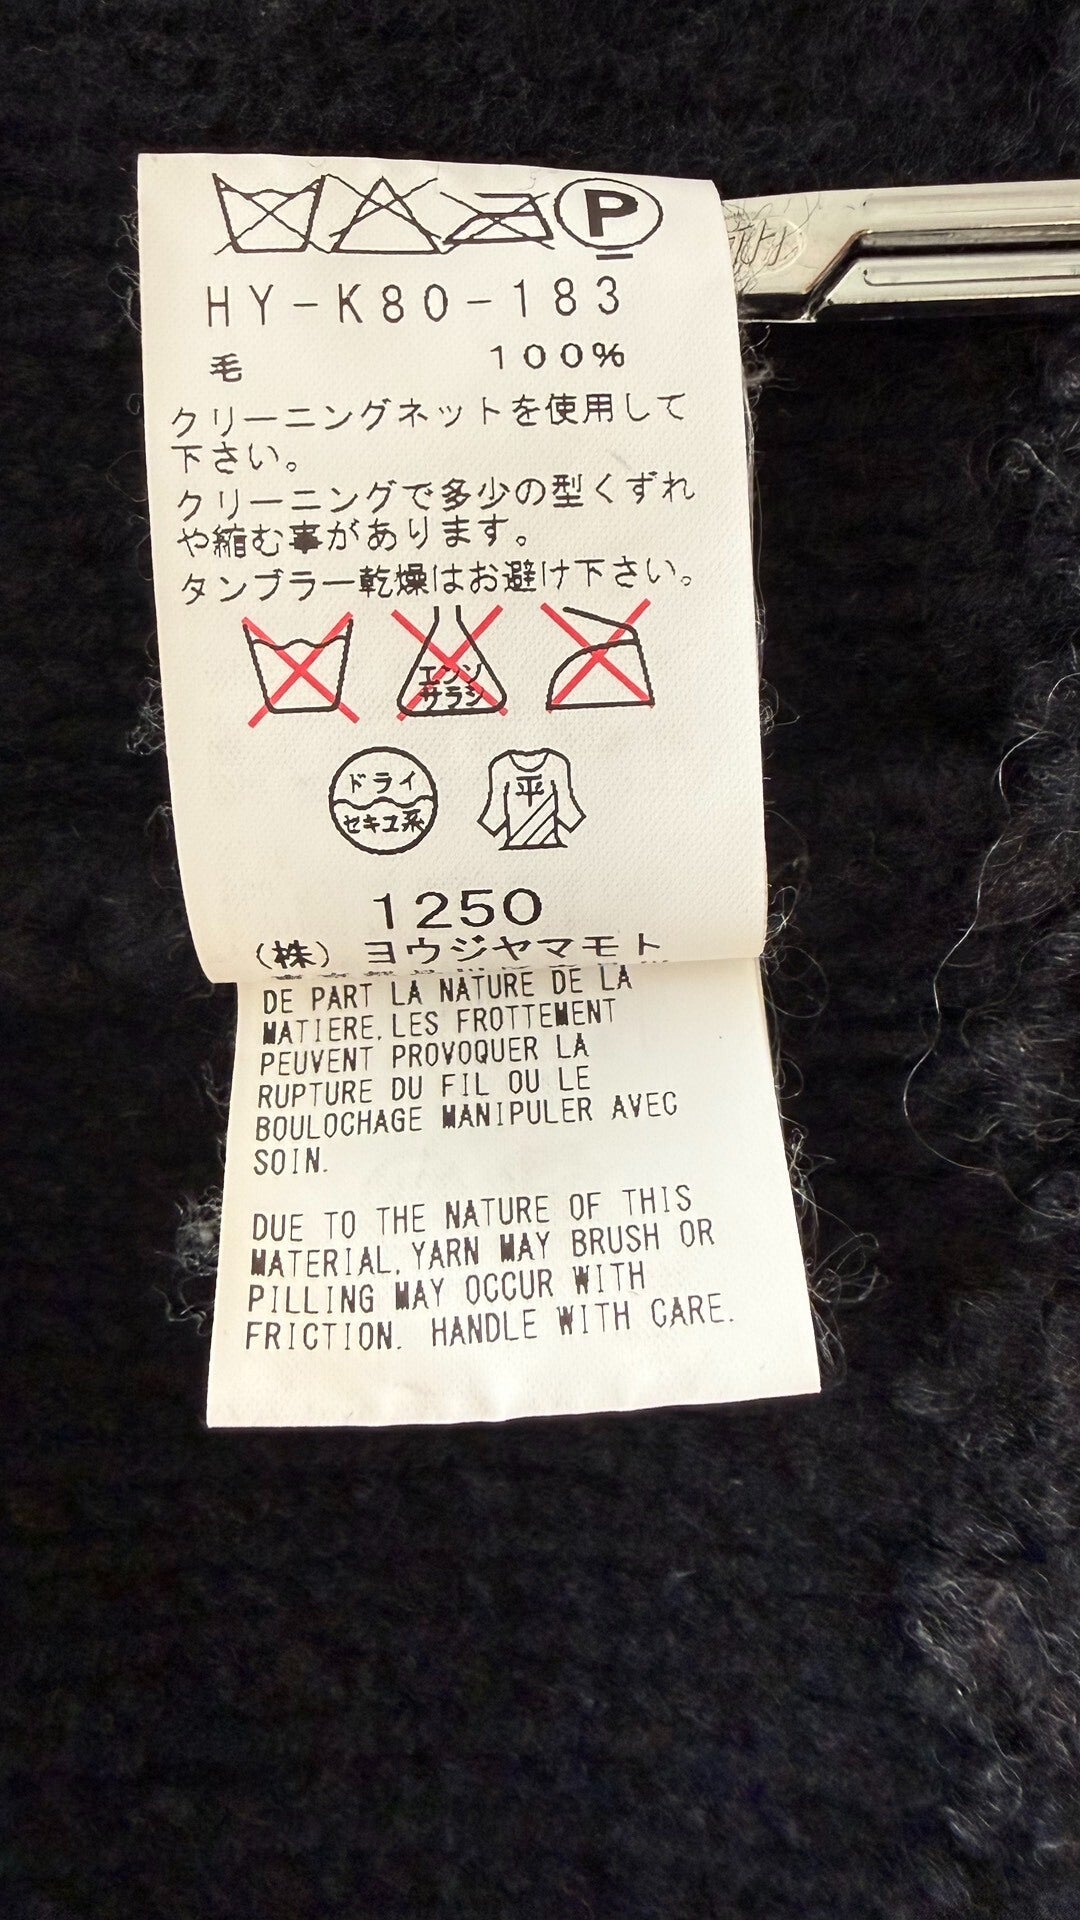 P
HY-K80-183
毛 100%
クリーニングネットを使用して
下さい。
クリーニングで多少の型くずれ
や縮む事があります。
タンブラー乾燥はお避け下さい。
エンソ
サラシ
ドライ
セキユ系
平
1250
(株) ヨウジヤマモト
DE PART LA NATURE DE LA
MATIERE, LES FROTTEMENT
PEUVENT PROVOQUER LA
RUPTURE DU FIL OU LE
BOULOCHAGE MANIPULER AVEC
SOIN.
DUE TO THE NATURE OF THIS
MATERIAL, YARN MAY BRUSH OR
PILLING MAY OCCUR WITH
FRICTION. HANDLE WITH CARE.